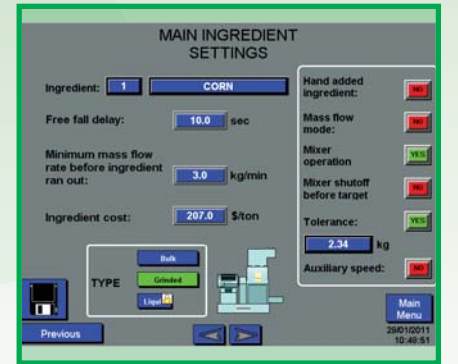 MAIN INGREDIENT
SETTINGS
Ingredient: 1 CORN
Free fall delay: 10.0 sec
Minimum mass flow
rate before ingredient
ran out: 3.0 kg/min
Ingredient cost: 207.0 $/ton
TYPE
Bulk
Grinded
Liqui
Hand added
ingredient: NO
Mass flow
mode: NO
Mixer
operation YES
Mixer shutoff
before target NO
Tolerance: YES
2.34 kg
Auxiliary speed: NO
Previous
Main
Menu
29/01/2011
10:49:51